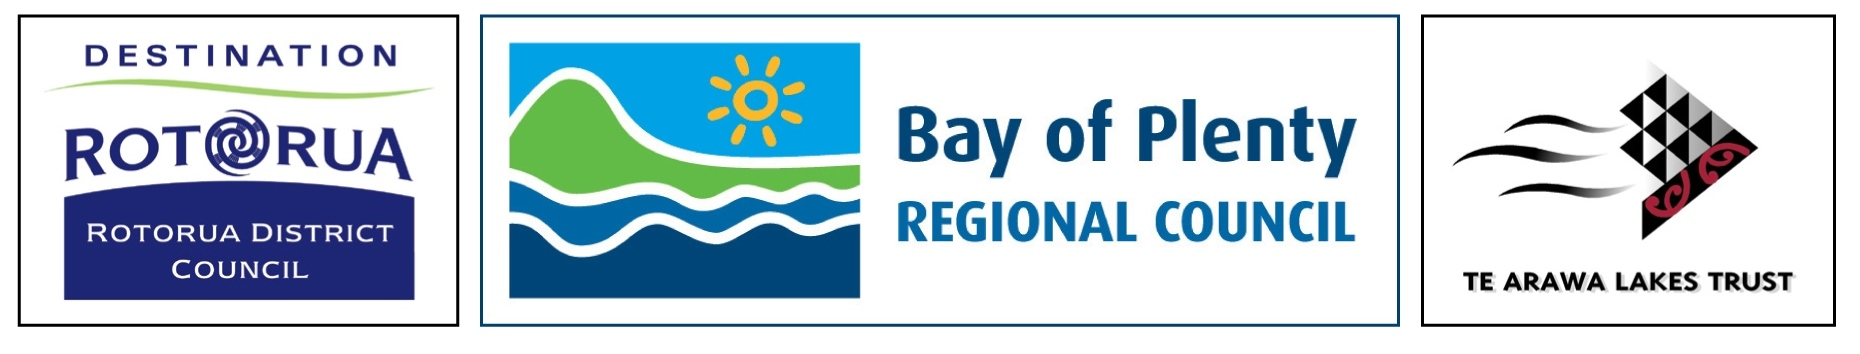 DESTINATION
ROTORUA
ROTORUA DISTRICT
COUNCIL
Bay of Plenty
REGIONAL COUNCIL
TE ARAWA LAKES TRUST